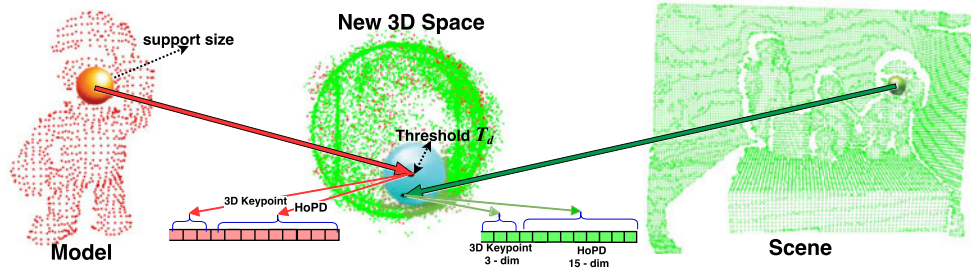 New 3D Space
support size
Threshold T_d
3D Keypoint
HoPD
3D Keypoint
3 - dim
HoPD
15 - dim
Model
Scene